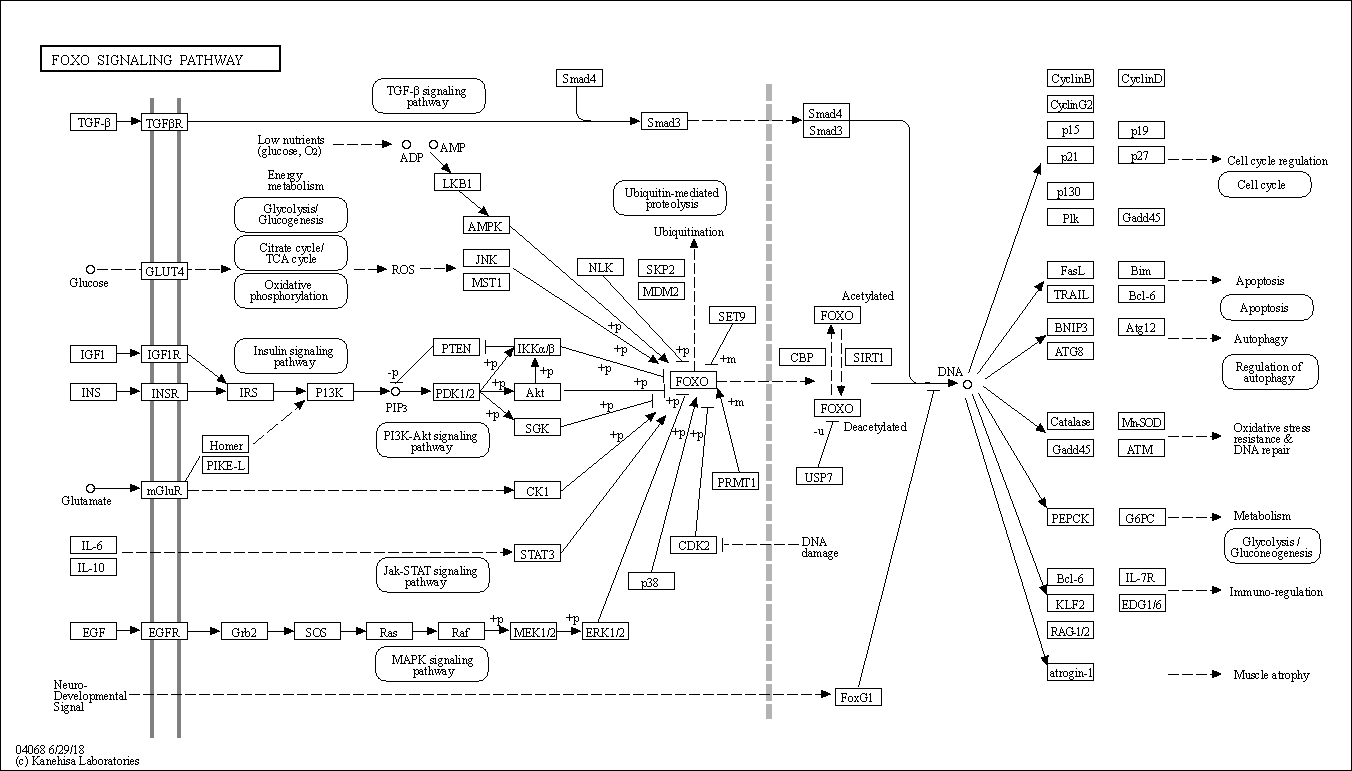 FOXO SIGNALING PATHWAY
Smad4
CyclinB
CyclinD
TGF-β signaling
pathway
CyclinG2
TGF-β
TGFβR
Smad3
Smad4
Smad3
p15
p19
Low nutrients
(glucose, O2)
ADP
AMP
p21
p27
Cell cycle regulation
Energy
metabolism
LKB1
Cell cycle
Ubiquitin-mediated
proteolysis
p130
Glycolysis/
Glucogenesis
AMPK
Plk
Gadd45
Ubiquitination
Citrate cycle/
TCA cycle
Glucose
GLUT4
ROS
JNK
MST1
NLK
SKP2
MDM2
FasL
Bim
Apoptosis
Oxidative
phosphorylation
TRAIL
Bcl-6
Apoptosis
Acetylated
SET9
FOXO
BNIP3
Atg12
Autophagy
+p
+p
+p
+m
IGF1
IGF1R
Insulin signaling
pathway
PTEN
IKKα/β
CBP
SIRT1
ATG8
Regulation of
autophagy
+p
+p
+p
-p
+p
+p
FOXO
DNA
INS
INSR
IRS
P13K
PIP3
PDK1/2
Akt
+p
+p
+m
FOXO
Deacetylated
-u
PI3K-Akt signaling
pathway
SGK
+p
+p
+p
Catalase
Mn-SOD
Oxidative stress
resistance &
DNA repair
Gadd45
ATM
Homer
PIKE-L
USP7
Glutamate
mGluR
CK1
PRMT1
PEPCK
G6PC
Metabolism
IL-6
IL-10
STAT3
CDK2
DNA
damage
Glycolysis /
Gluconeogenesis
Jak-STAT signaling
pathway
p38
Bcl-6
IL-7R
Immuno-regulation
KLF2
EDG1/6
EGF
EGFR
Grb2
SOS
Ras
Raf
+p
MEK1/2
+p
ERK1/2
RAG-1/2
MAPK signaling
pathway
atrogin-1
Muscle atrophy
Neuro-
Developmental
Signal
FoxG1
04068 6/29/18
(c) Kanehisa Laboratories